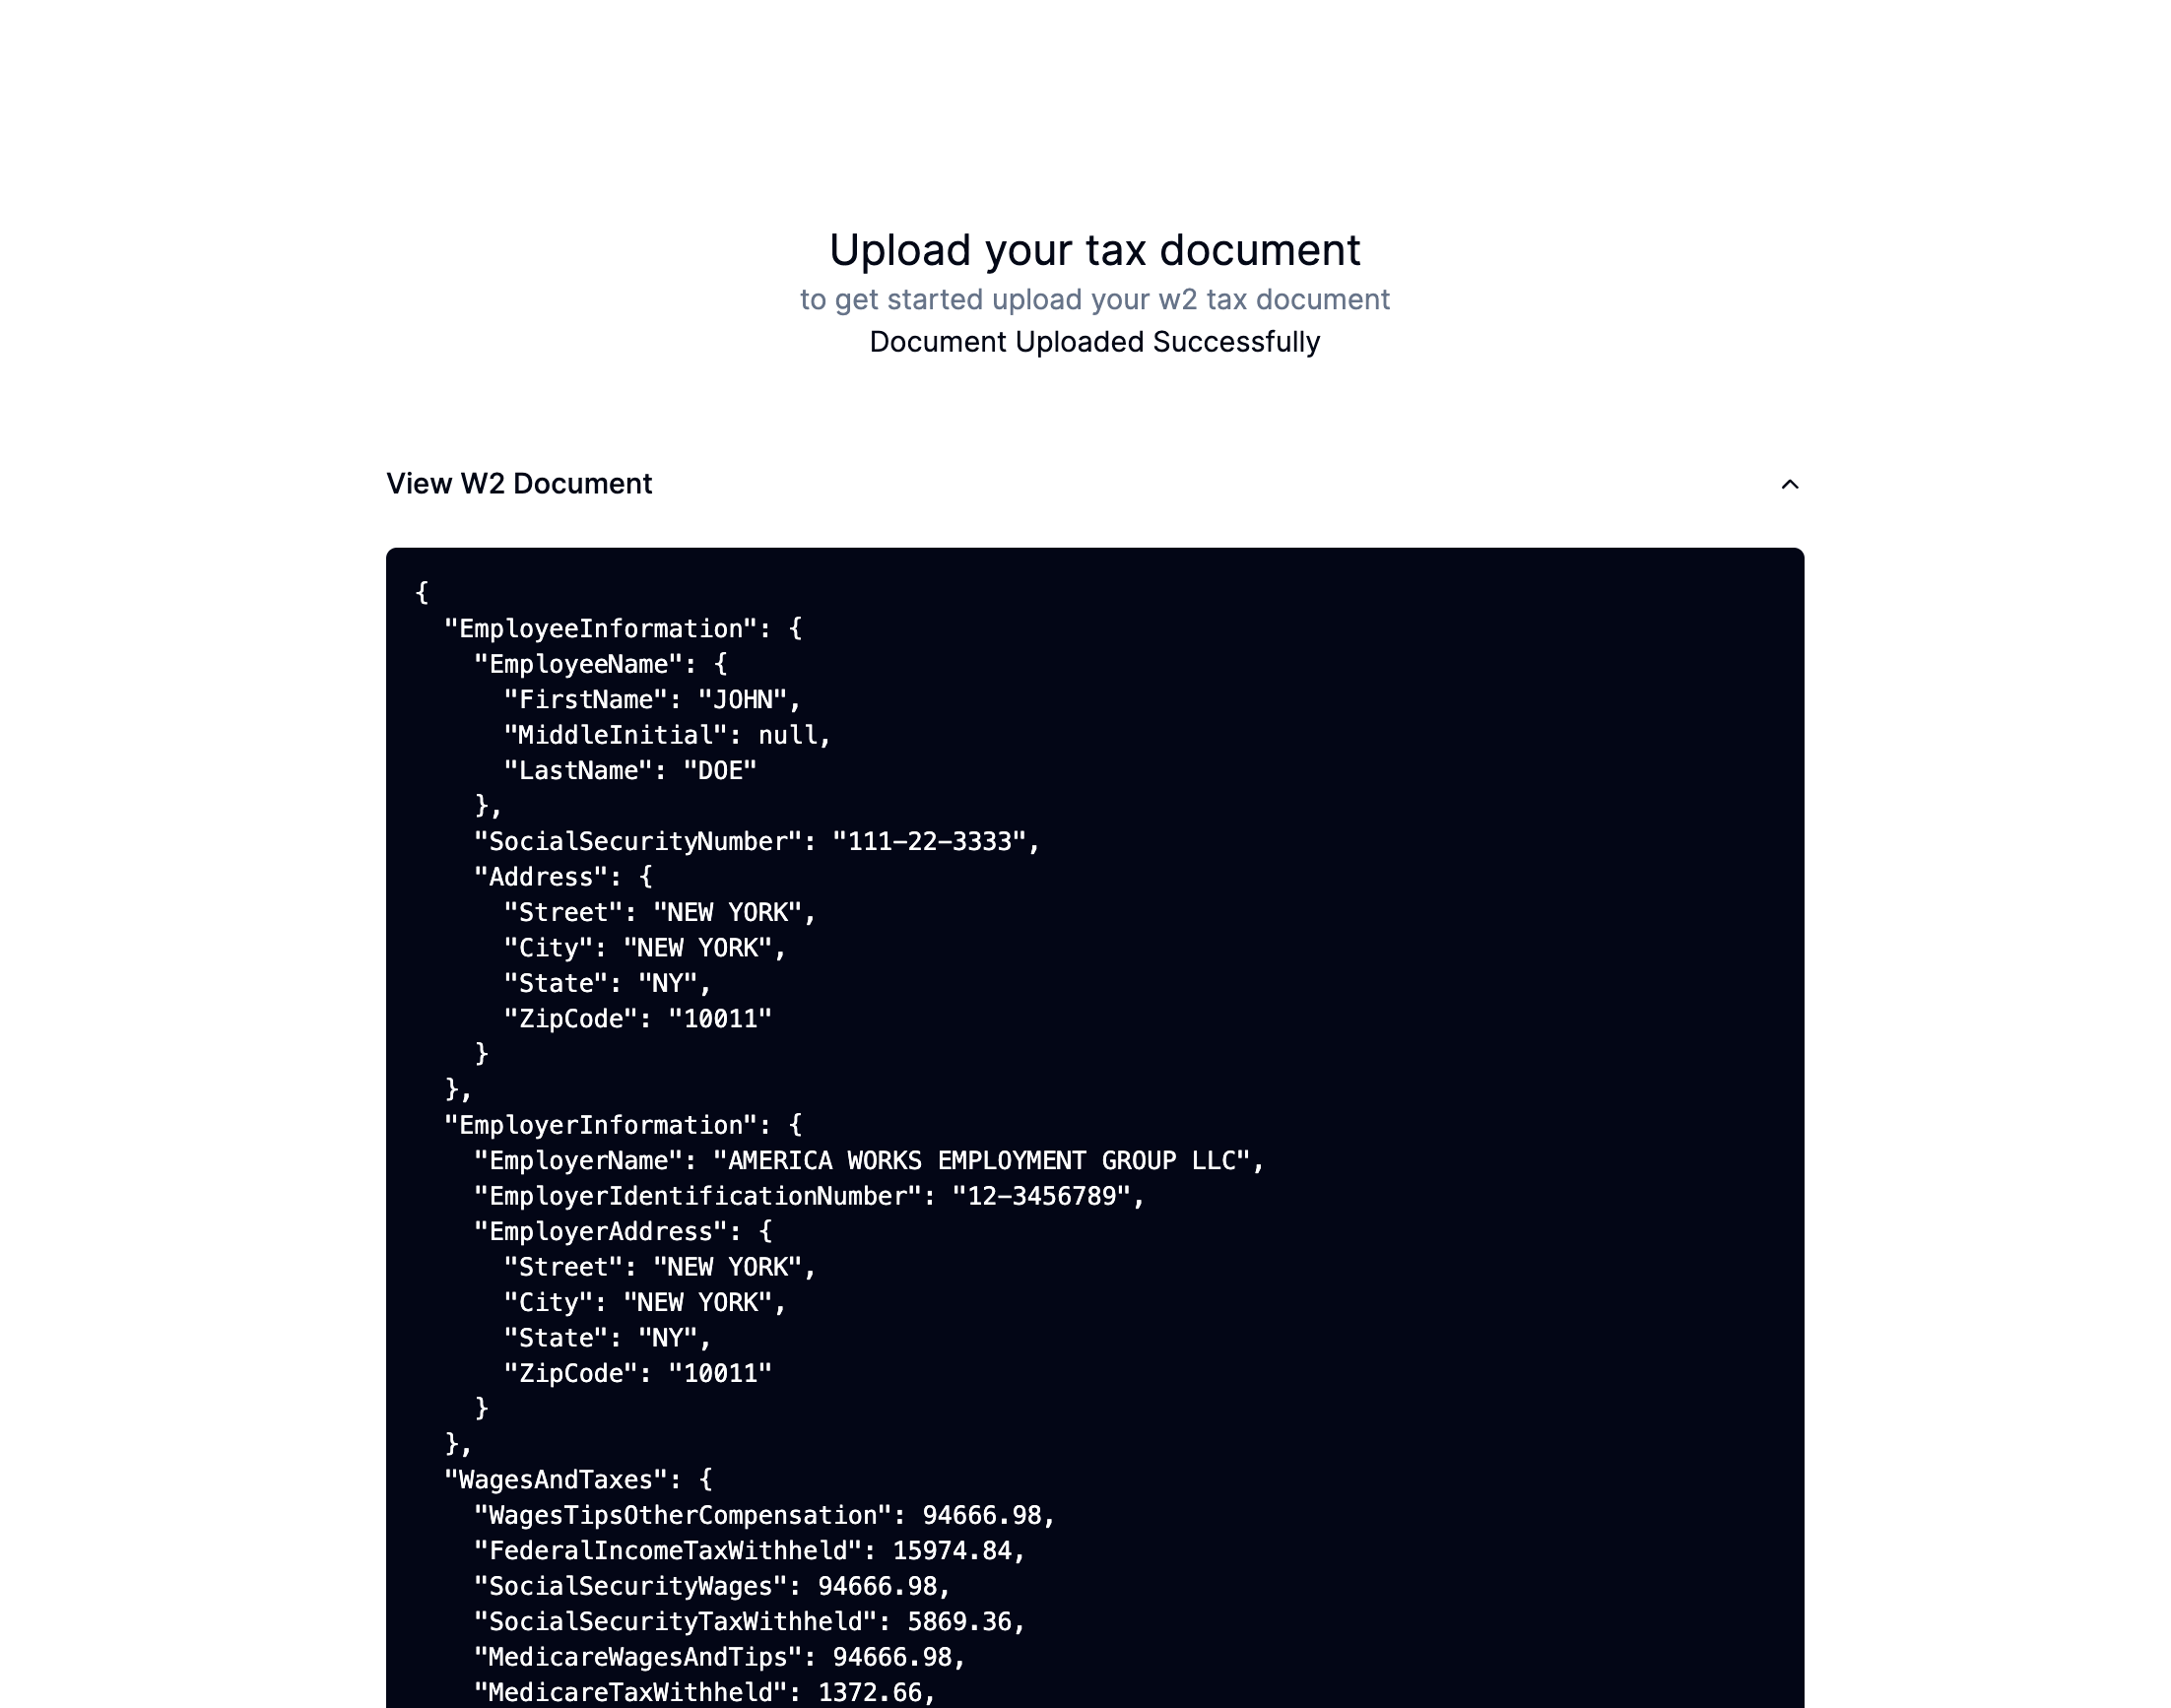 Upload your tax document
to get started upload your w2 tax document
Document Uploaded Successfully
View W2 Document
{
  "EmployeeInformation": {
    "EmployeeName": {
      "FirstName": "JOHN",
      "MiddleInitial": null,
      "LastName": "DOE"
    },
    "SocialSecurityNumber": "111-22-3333",
    "Address": {
      "Street": "NEW YORK",
      "City": "NEW YORK",
      "State": "NY",
      "ZipCode": "10011"
    }
  },
  "EmployerInformation": {
    "EmployerName": "AMERICA WORKS EMPLOYMENT GROUP LLC",
    "EmployerIdentificationNumber": "12-3456789",
    "EmployerAddress": {
      "Street": "NEW YORK",
      "City": "NEW YORK",
      "State": "NY",
      "ZipCode": "10011"
    }
  },
  "WagesAndTaxes": {
    "WagesTipsOtherCompensation": 94666.98,
    "FederalIncomeTaxWithheld": 15974.84,
    "SocialSecurityWages": 94666.98,
    "SocialSecurityTaxWithheld": 5869.36,
    "MedicareWagesAndTips": 94666.98,
    "MedicareTaxWithheld": 1372.66,